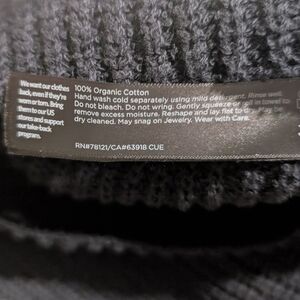 We want our clothes
back, even if they're
worn or torn. Bring
them to our US
stores and support
our take-back
program.
100% Organic Cotton
Hand wash cold separately using mild detergent. Rinse well.
Do not bleach. Do not wring. Gently squeeze or roll in towel to
remove excess moisture. Reshape and lay flat to dry. May be
dry cleaned. May snag on Jewelry. Wear with Care.
RN#78121/CA#63918 CUE